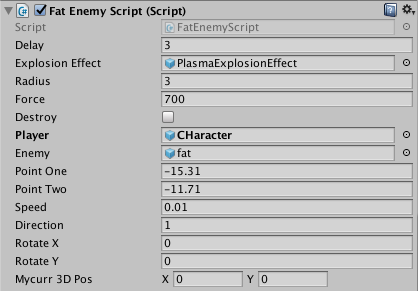 Fat Enemy Script (Script)
Script FatEnemyScript
Delay 3
Explosion Effect PlasmaExplosionEffect
Radius 3
Force 700
Destroy
Player CHaracter
Enemy fat
Point One -15.31
Point Two -11.71
Speed 0.01
Direction 1
Rotate X 0
Rotate Y 0
Mycurr 3D Pos X 0 Y 0